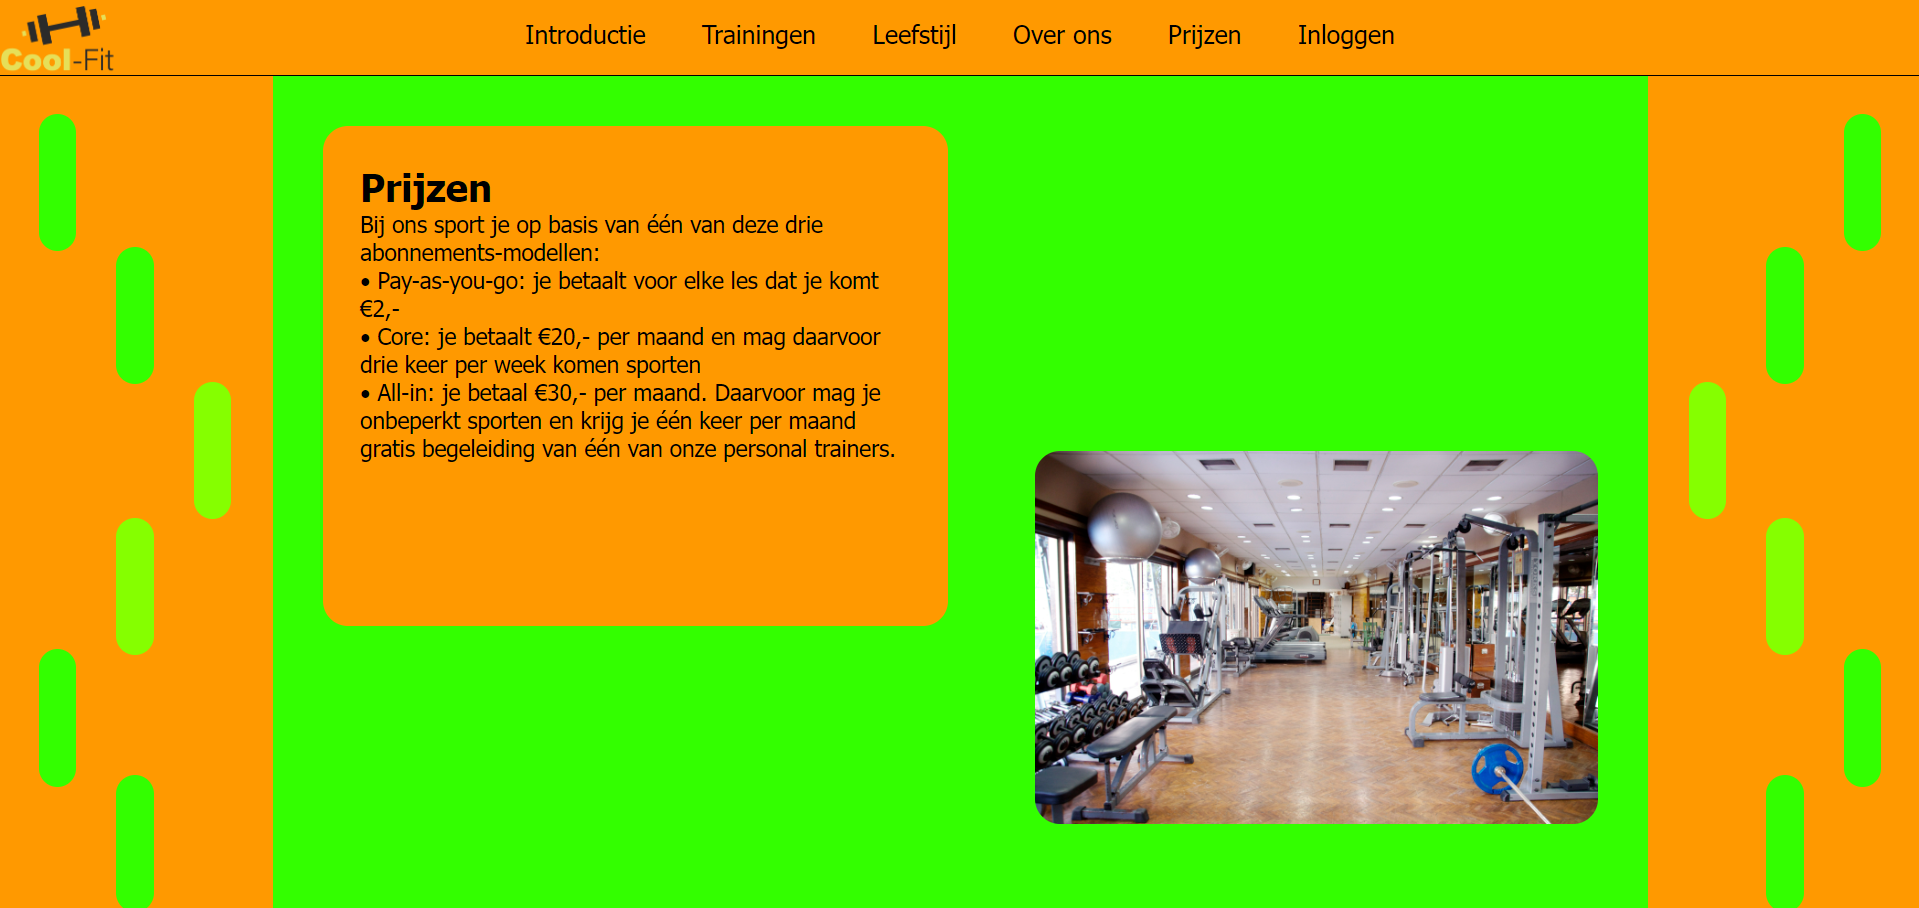 Cool-Fit
Introductie Trainingen Leefstijl Over ons Prijzen Inloggen
Prijzen
Bij ons sport je op basis van één van deze drie
abonnements-modellen:
• Pay-as-you-go: je betaalt voor elke les dat je komt
€2,-
• Core: je betaalt €20,- per maand en mag daarvoor
drie keer per week komen sporten
• All-in: je betaal €30,- per maand. Daarvoor mag je
onbeperkt sporten en krijg je één keer per maand
gratis begeleiding van één van onze personal trainers.